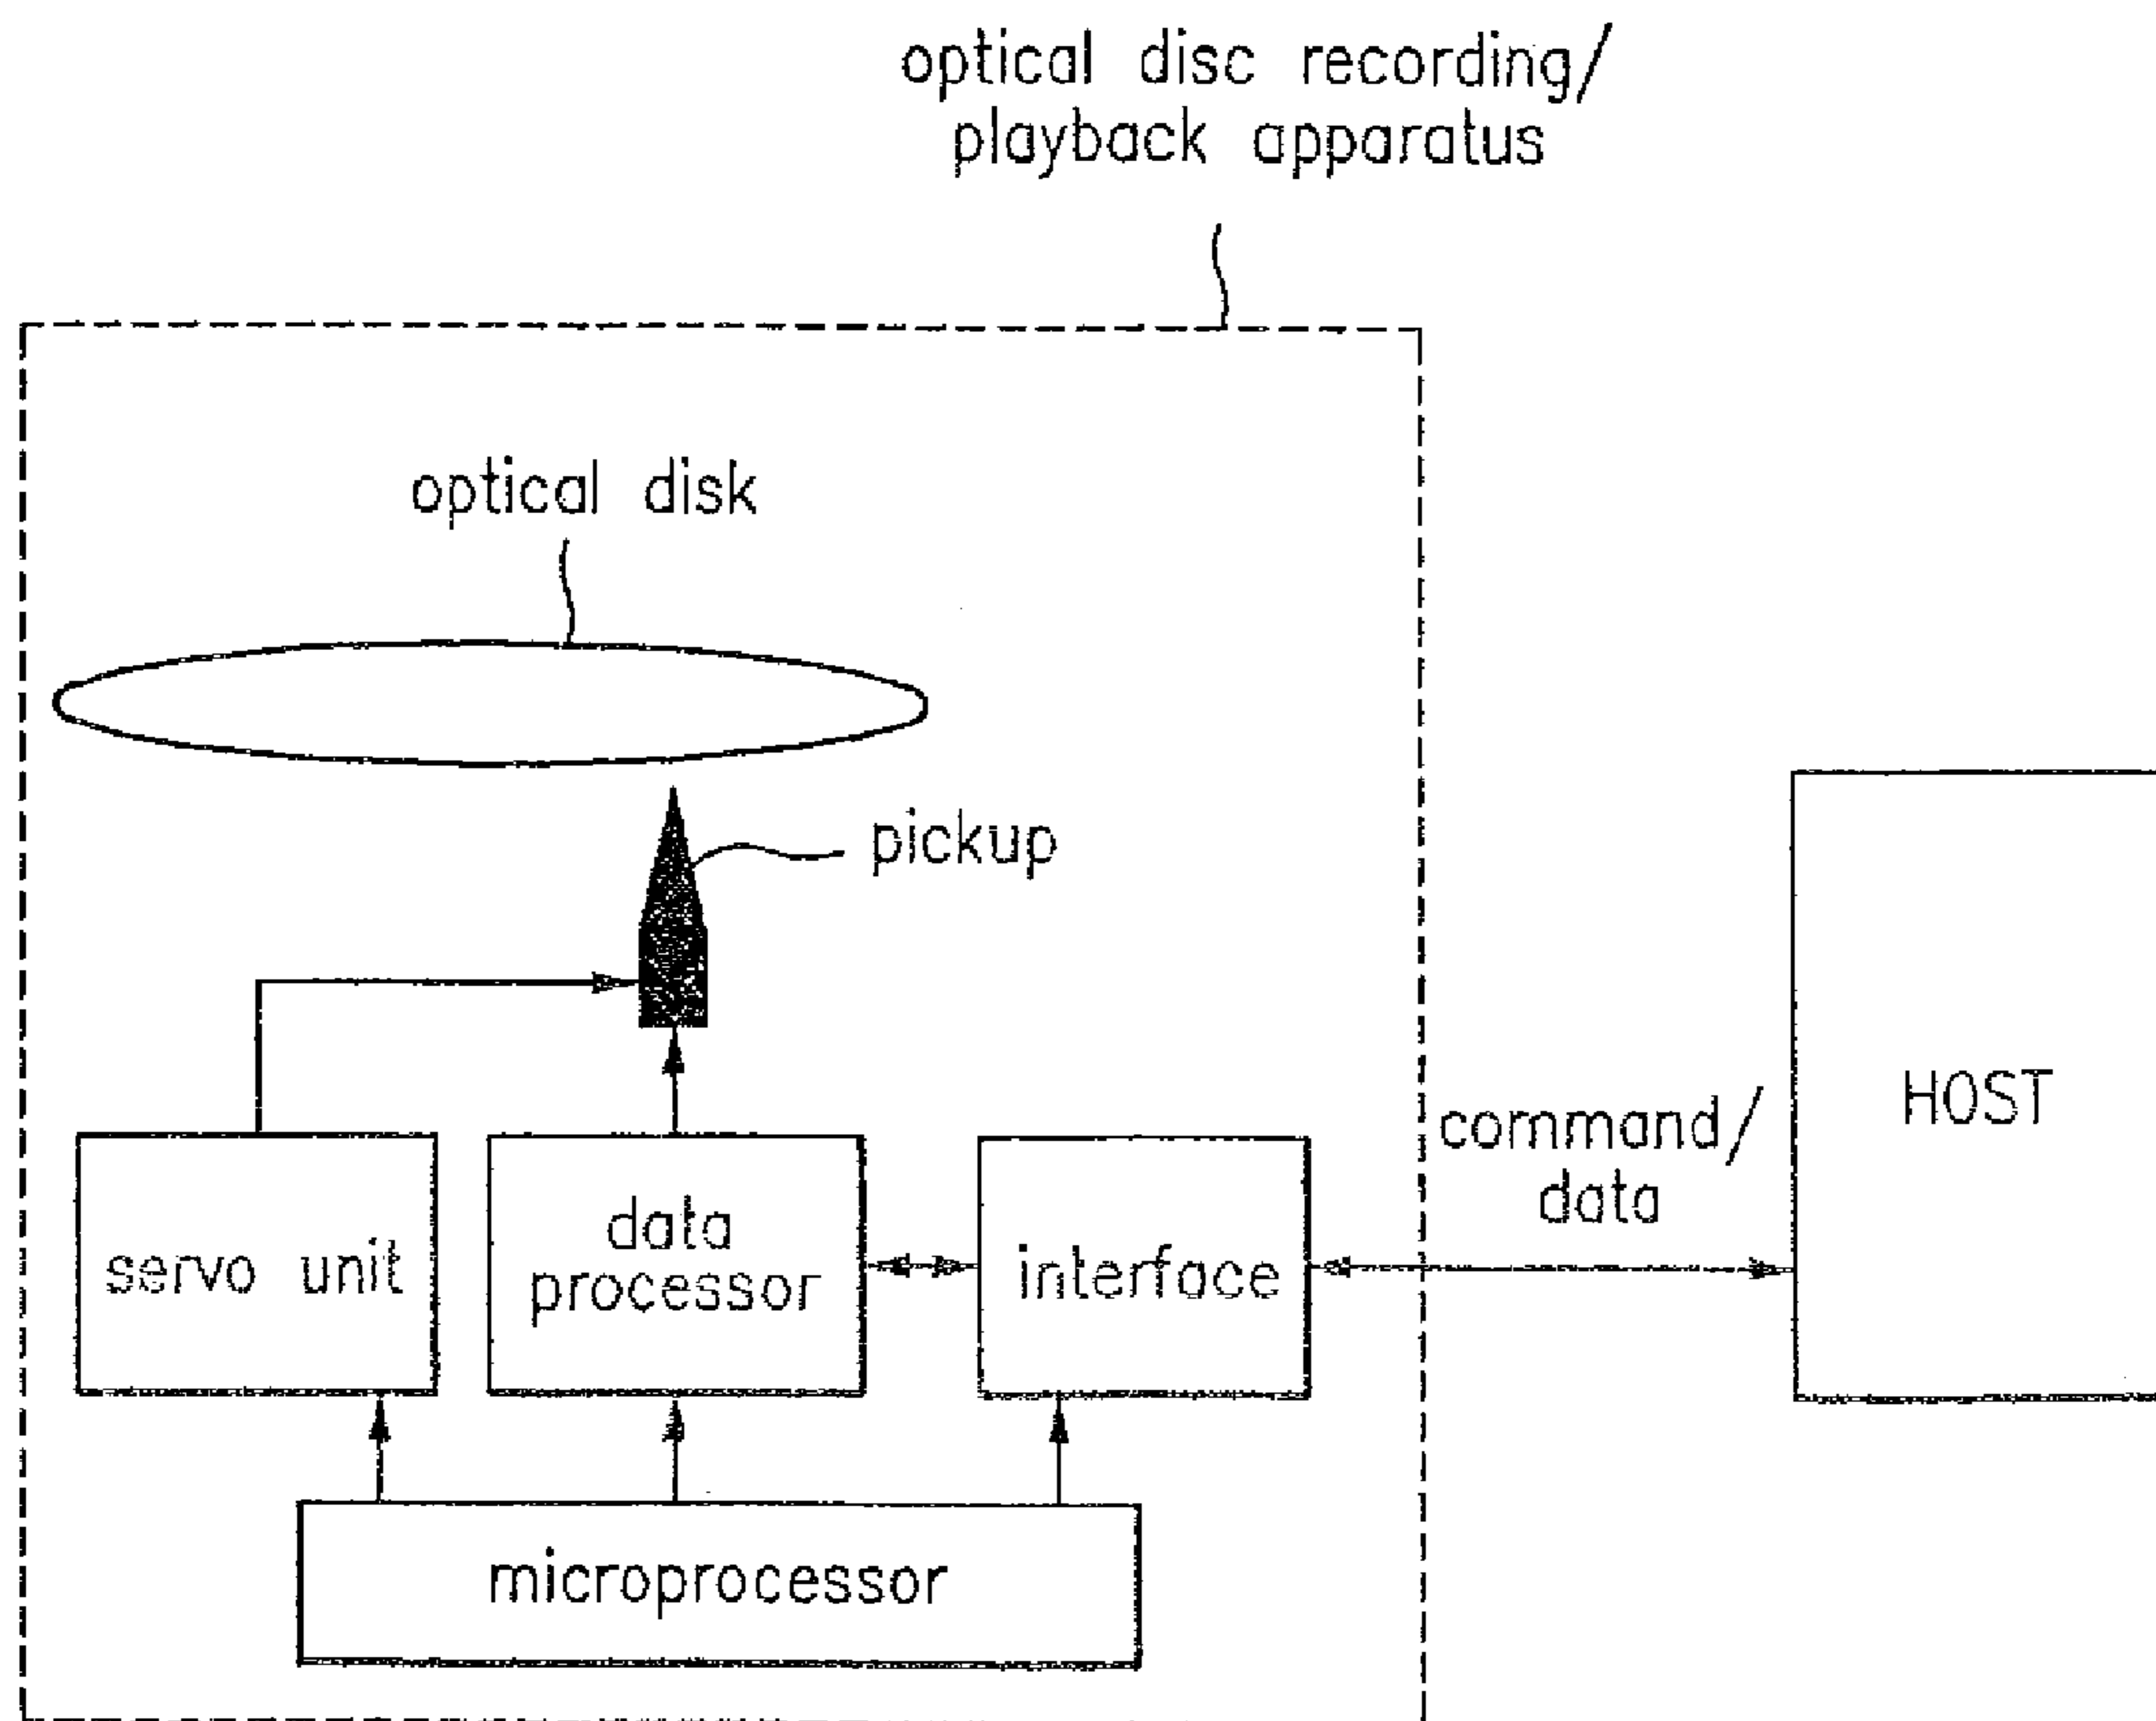 optical disc recording/
playback apparatus
optical disk
pickup
command/
data
HOST
servo unit
data
processor
interface
microprocessor